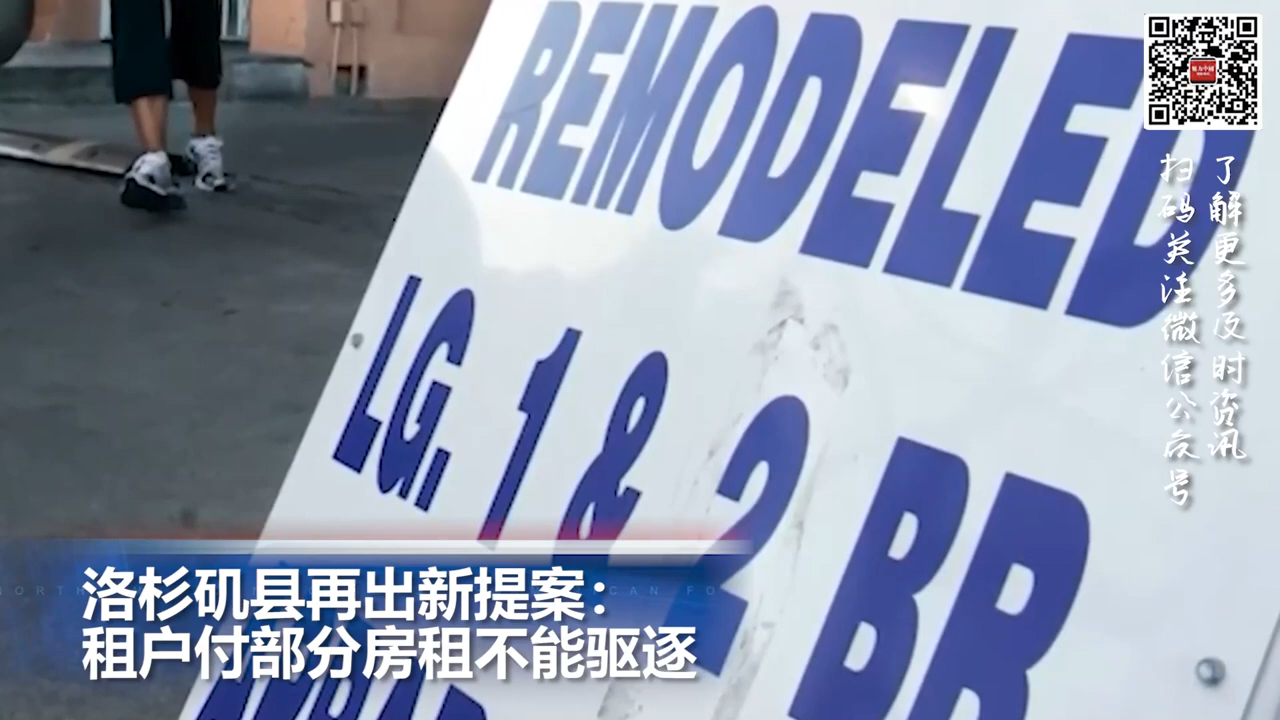 REMODELED
LG. 1 & 2 BR
了解更多及时资讯
扫码关注微信公众号
洛杉矶县再出新提案：
租户付部分房租不能驱逐